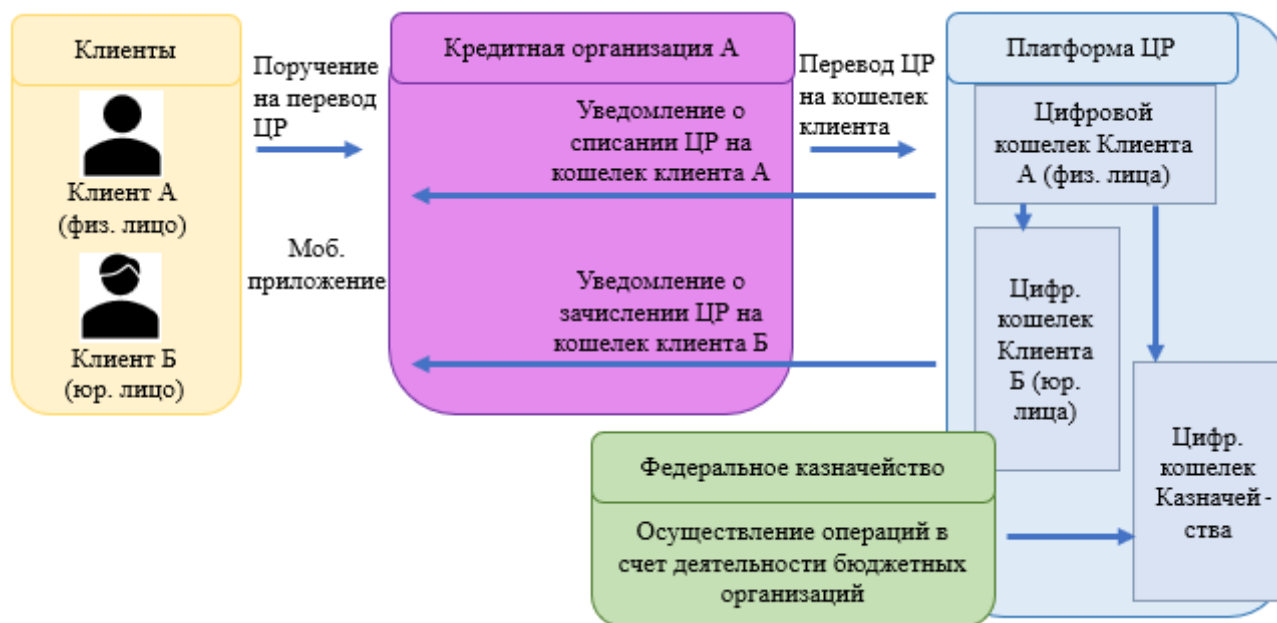 Клиенты
Клиент А
(физ. лицо)
Клиент Б
(юр. лицо)
Поручение
на перевод
ЦР
Моб.
приложение
Кредитная организация А
Уведомление о
списании ЦР на
кошелек клиента А
Уведомление о
зачислении ЦР на
кошелек клиента Б
Перевод ЦР
на кошелек
клиента
Платформа ЦР
Цифровой
кошелек Клиента
А (физ. лица)
Цифр.
кошелек
Клиента
Б (юр.
лица)
Цифр.
кошелек
Казначей-
ства
Федеральное казначейство
Осуществление операций в
счет деятельности бюджетных
организаций